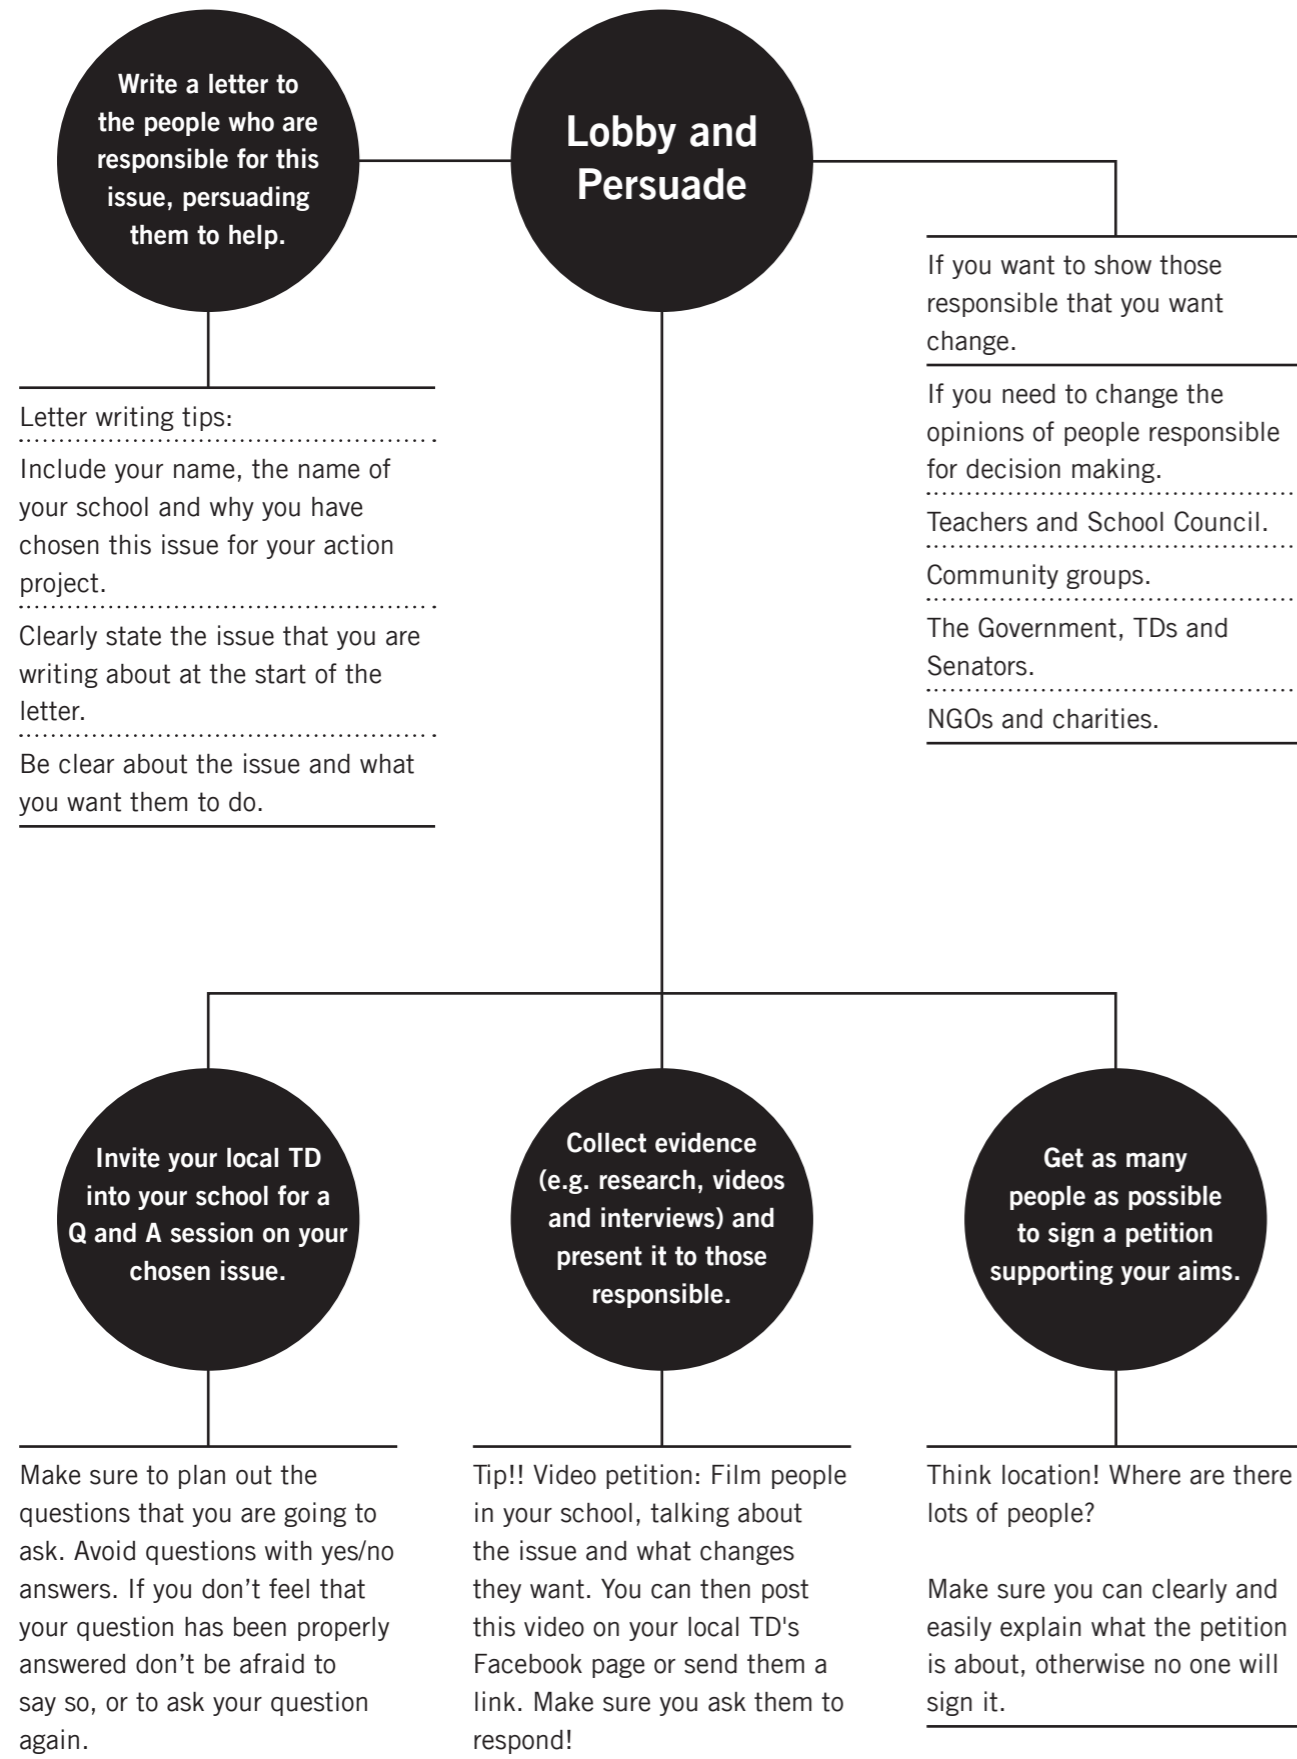 Write a letter to
the people who are
responsible for this
issue, persuading
them to help.
Lobby and
Persuade
If you want to show those
responsible that you want
change.
If you need to change the
opinions of people responsible
for decision making.
Teachers and School Council.
Community groups.
The Government, TDs and
Senators.
NGOs and charities.
Letter writing tips:
Include your name, the name of
your school and why you have
chosen this issue for your action
project.
Clearly state the issue that you are
writing about at the start of the
letter.
Be clear about the issue and what
you want them to do.
Invite your local TD
into your school for a
Q and A session on your
chosen issue.
Make sure to plan out the
questions that you are going to
ask. Avoid questions with yes/no
answers. If you don’t feel that
your question has been properly
answered don’t be afraid to
say so, or to ask your question
again.
Collect evidence
(e.g. research, videos
and interviews) and
present it to those
responsible.
Tip!! Video petition: Film people
in your school, talking about
the issue and what changes
they want. You can then post
this video on your local TD's
Facebook page or send them a
link. Make sure you ask them to
respond!
Get as many
people as possible
to sign a petition
supporting your aims.
Think location! Where are there
lots of people?
Make sure you can clearly and
easily explain what the petition
is about, otherwise no one will
sign it.